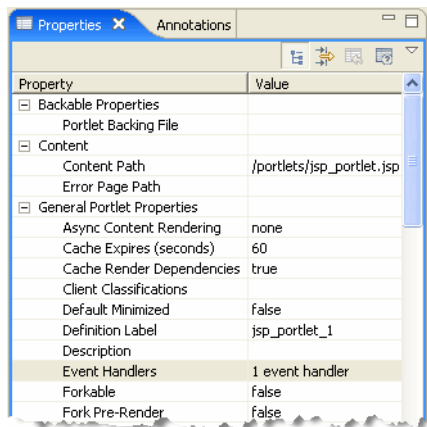 Properties Annotations
Property Value
Backable Properties
Portlet Backing File
Content
Content Path /portlets/jsp_portlet.jsp
Error Page Path
General Portlet Properties
Async Content Rendering none
Cache Expires (seconds) 60
Cache Render Dependencies true
Client Classifications
Default Minimized false
Definition Label jsp_portlet_1
Description
Event Handlers 1 event handler
Forkable false
Fork Pre-Render false